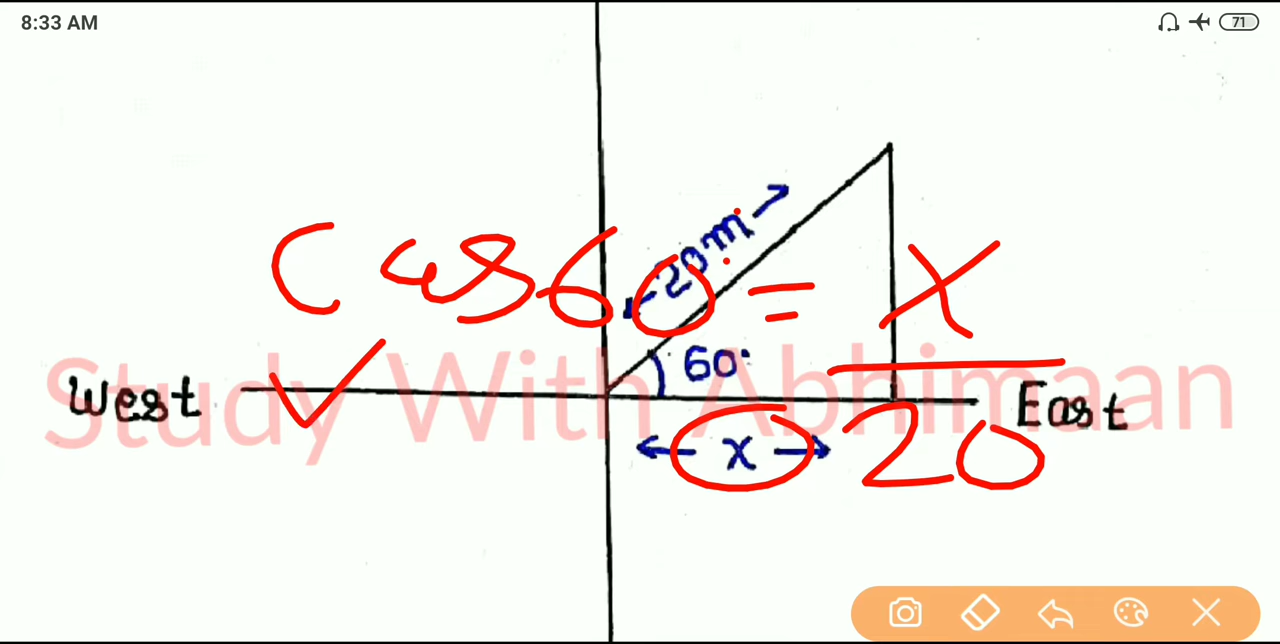 8:33 AM
71
20m
Cos60 = x
20
60°
Study With Abhimaan
West
East
x